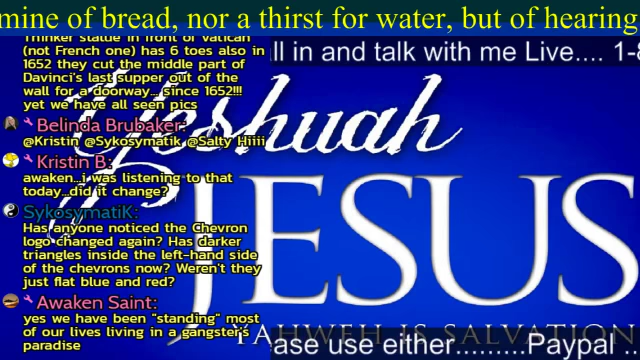 mine of bread, nor a thirst for water, but of hearing
Thinker statue in front of vatican
(not French one) has 6 toes also in
1652 they cut the middle part of
Davinci's last supper out of the
wall for a doorway... since 1652!!!
yet we have all seen pics
ll in and talk with me Live.... 1-8
Yeshuah
JESUS
YAHWEH IS SALVATION
Belinda Brubaker:
@Kristin @Sykosymatik @Salty Hiiii
Kristin B:
awaken...i was listening to that
today...did it change?
SykosymatiK:
Has anyone noticed the Chevron
logo changed again? Has darker
triangles inside the left-hand side
of the chevrons now? Weren't they
just flat blue and red?
Awaken Saint:
yes we have been "standing" most
of our lives living in a gangster's
paradise
ase use either.........Paypal